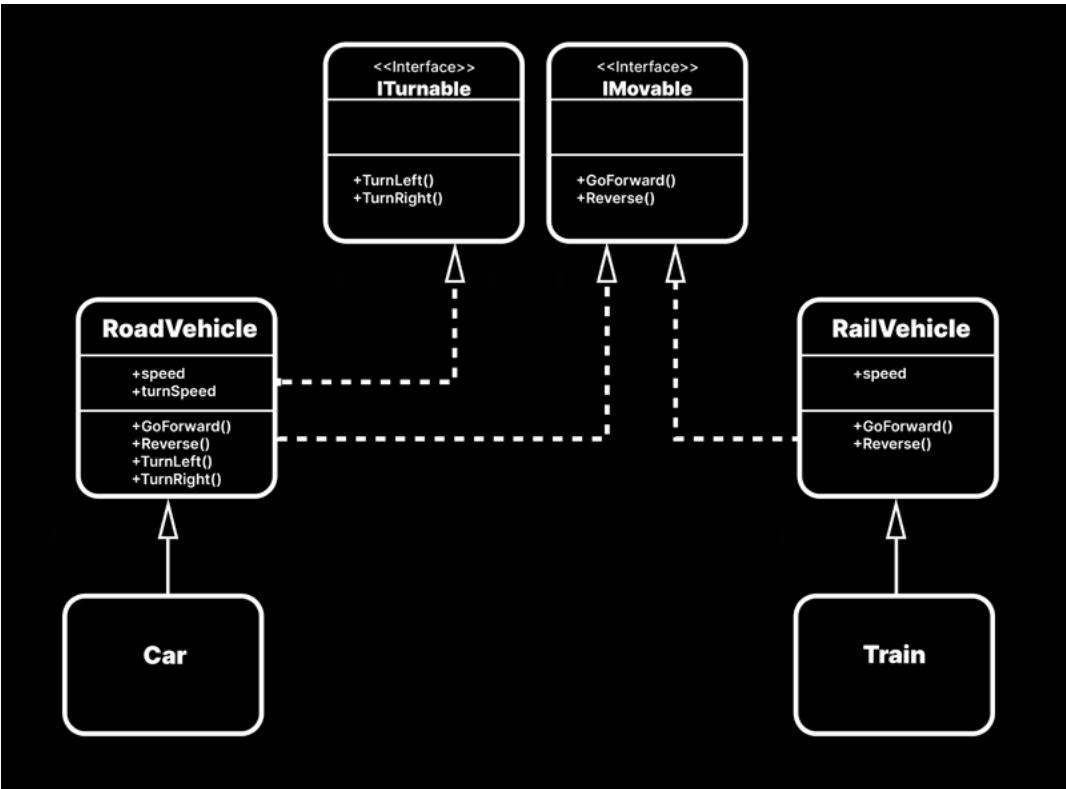 <<Interface>>
ITurnable
+TurnLeft()
+TurnRight()
<<Interface>>
IMovable
+GoForward()
+Reverse()
RoadVehicle
+speed
+turnSpeed
+GoForward()
+Reverse()
+TurnLeft()
+TurnRight()
RailVehicle
+speed
+GoForward()
+Reverse()
Car
Train